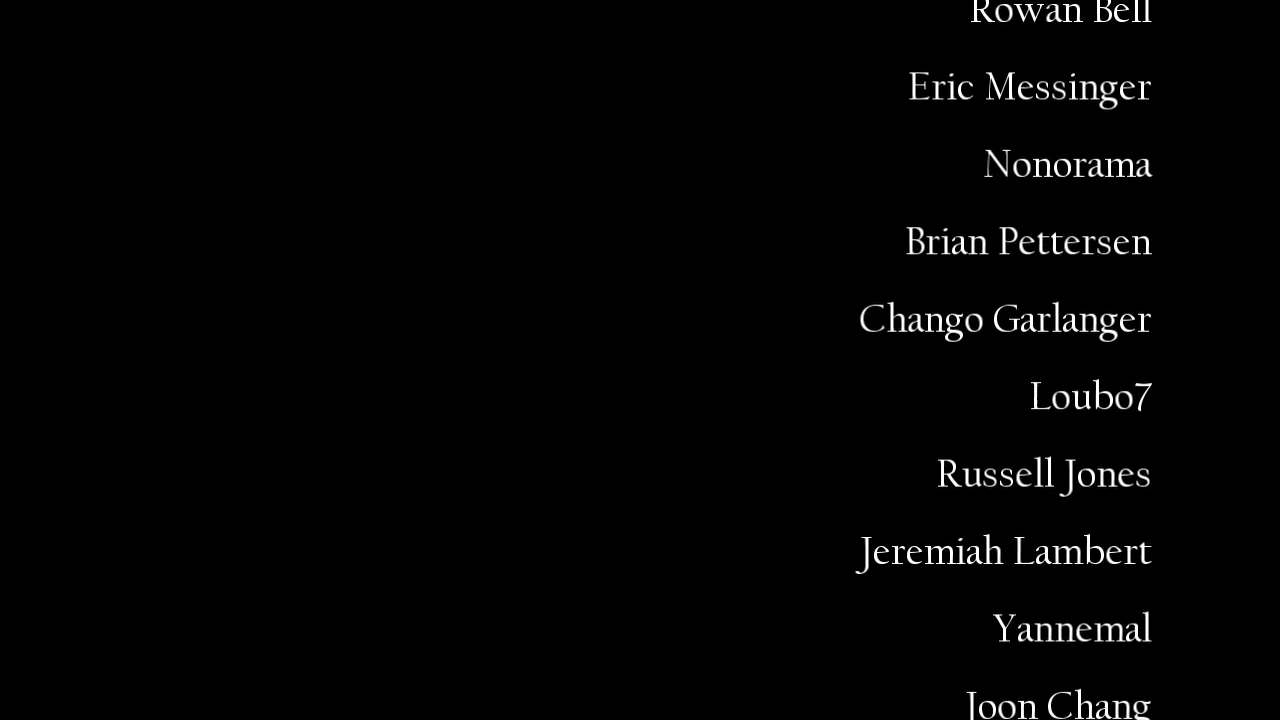 Rowan Bell
Eric Messinger
Nonorama
Brian Pettersen
Chango Garlanger
Loubo7
Russell Jones
Jeremiah Lambert
Yannemal
Joon Chang